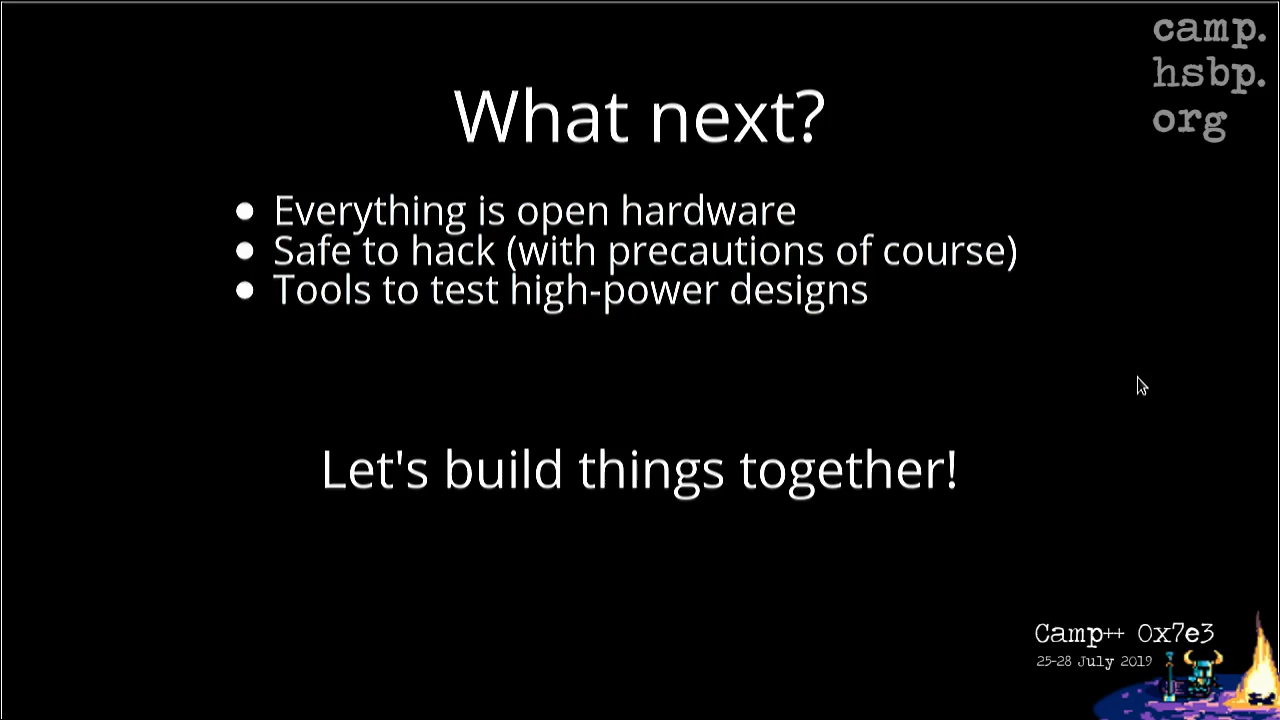 camp.
hsbp.
org
What next?
● Everything is open hardware
● Safe to hack (with precautions of course)
● Tools to test high-power designs
Let's build things together!
Camp++ 0x7e3
25-28 July 2019